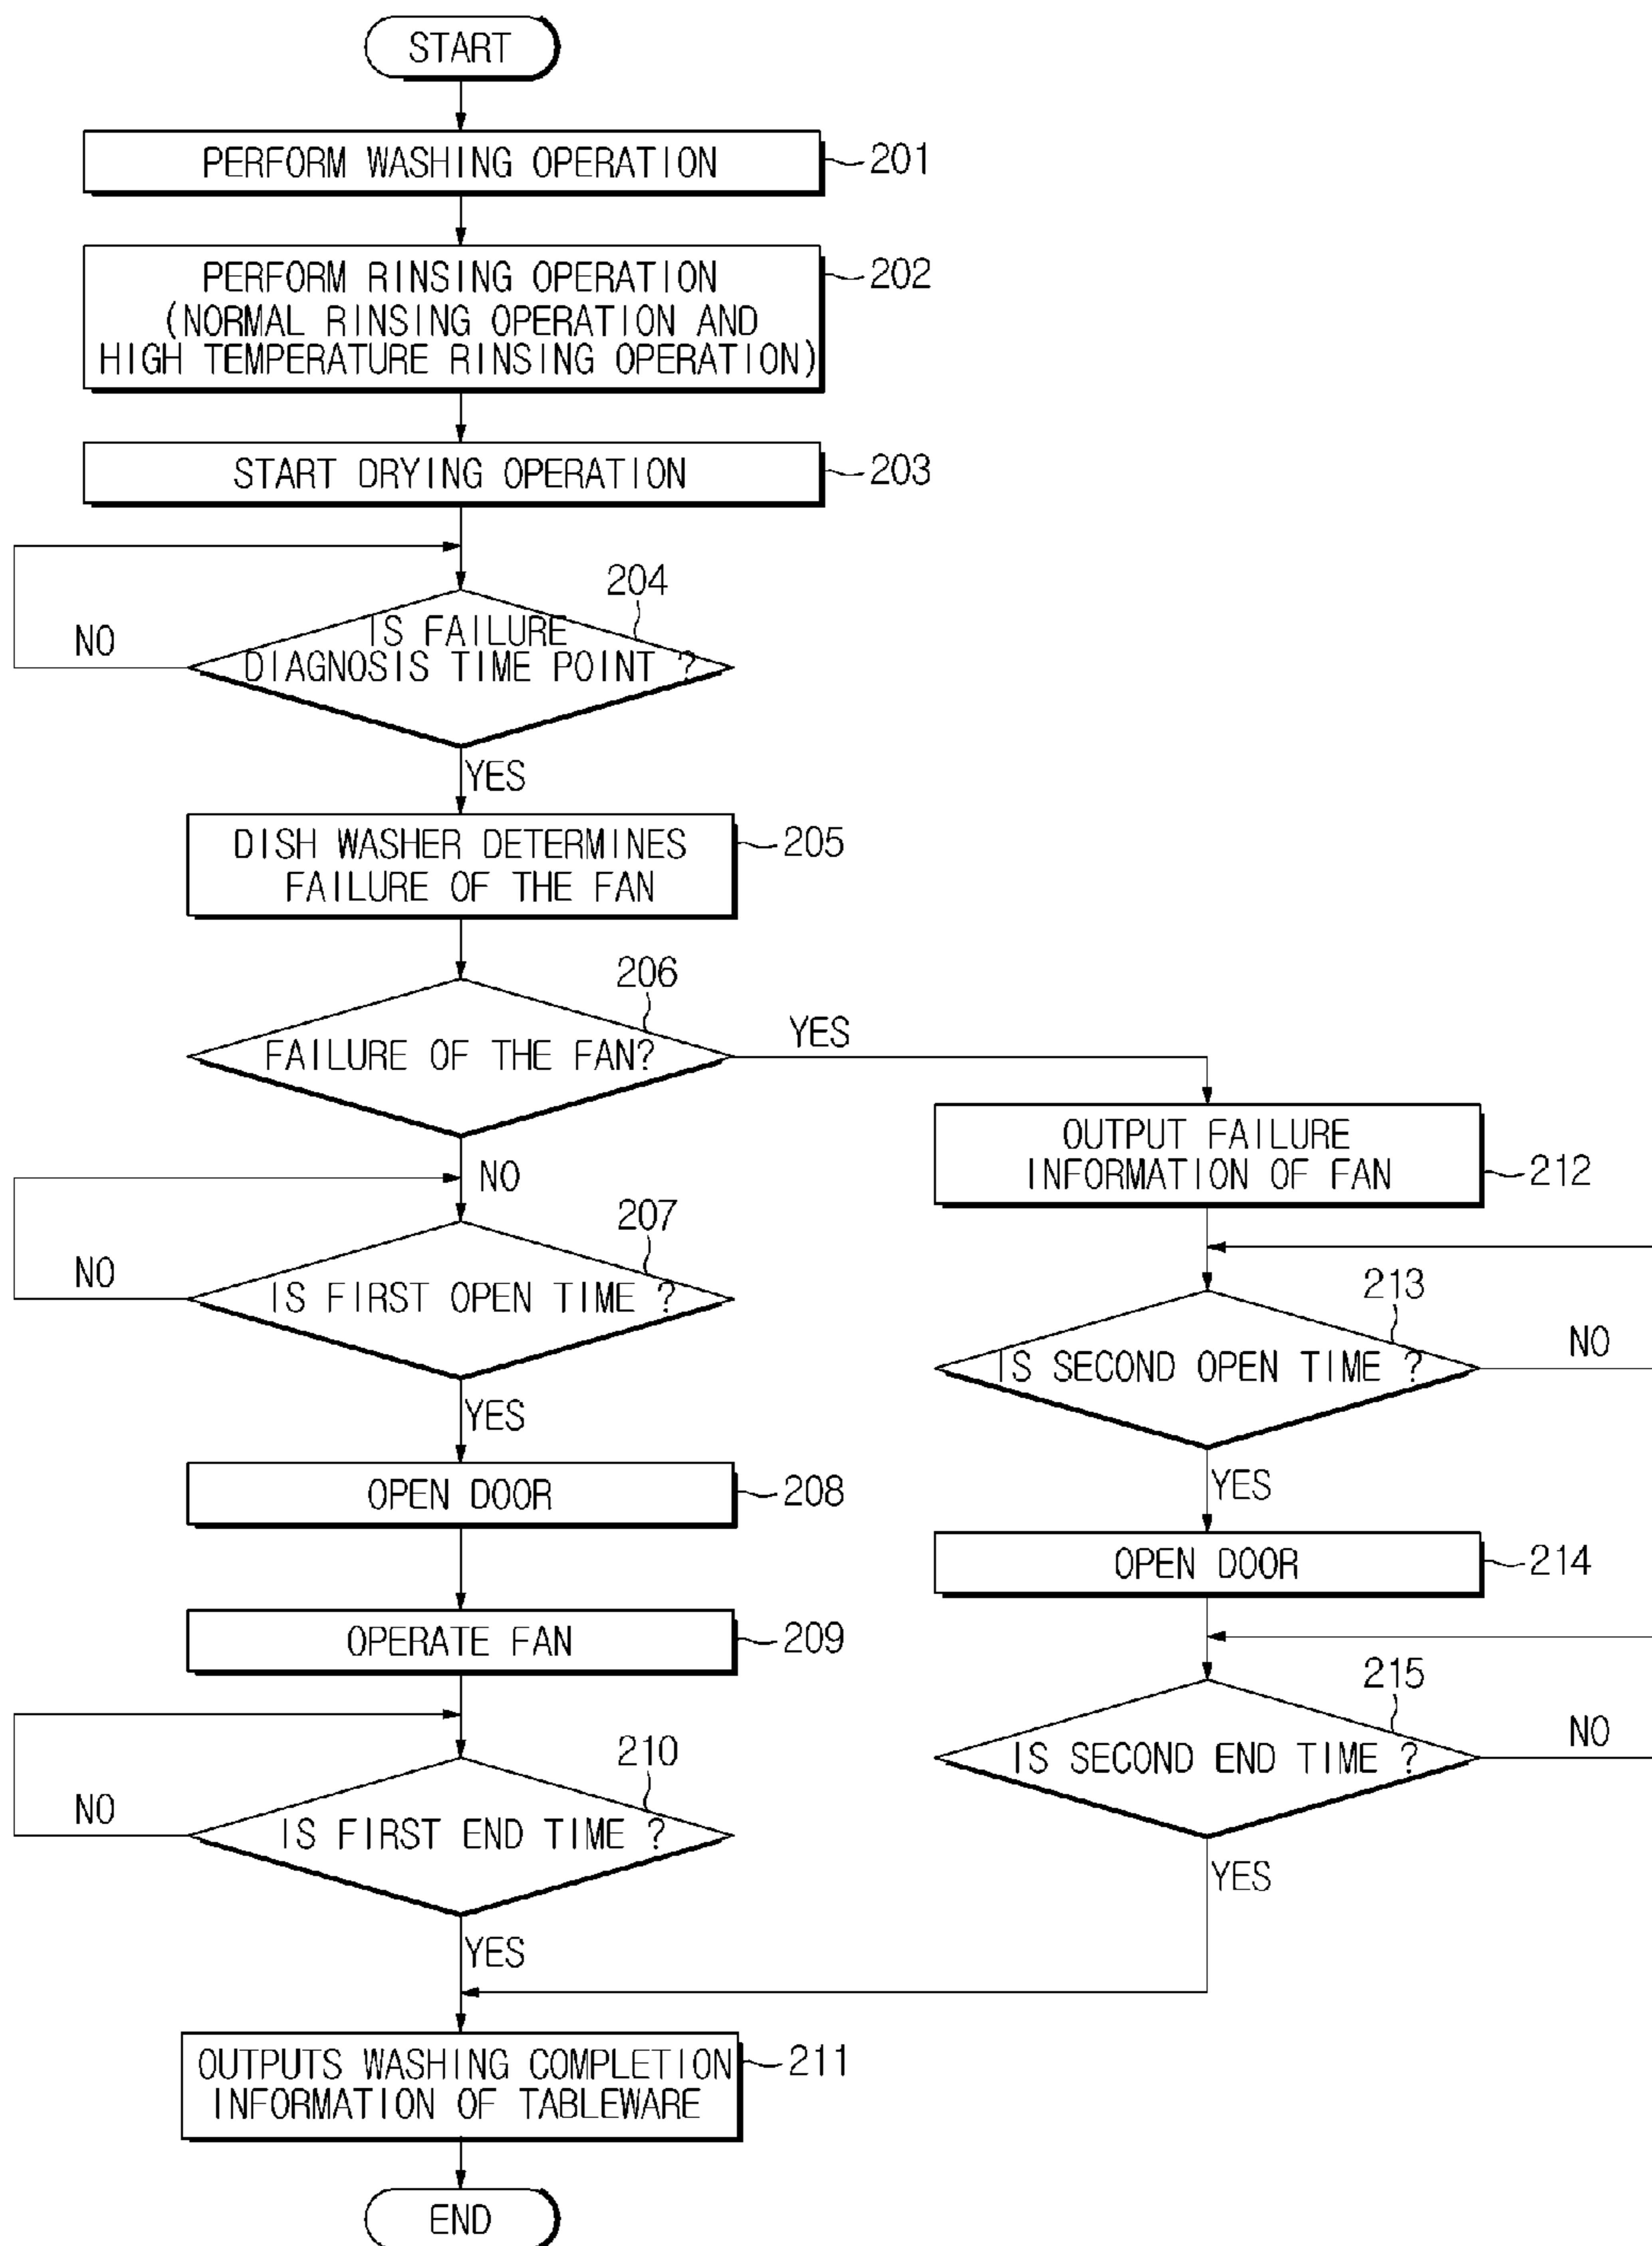 START
PERFORM WASHING OPERATION
201
PERFORM RINSING OPERATION
(NORMAL RINSING OPERATION AND
HIGH TEMPERATURE RINSING OPERATION)
202
START DRYING OPERATION
203
204
IS FAILURE
DIAGNOSIS TIME POINT ?
NO
YES
DISH WASHER DETERMINES
FAILURE OF THE FAN
205
206
FAILURE OF THE FAN?
YES
NO
207
IS FIRST OPEN TIME ?
NO
YES
OPEN DOOR
208
OPERATE FAN
209
210
IS FIRST END TIME ?
NO
YES
OUTPUT FAILURE
INFORMATION OF FAN
212
213
IS SECOND OPEN TIME ?
NO
YES
OPEN DOOR
214
215
IS SECOND END TIME ?
NO
YES
OUTPUTS WASHING COMPLETION
INFORMATION OF TABLEWARE
211
END